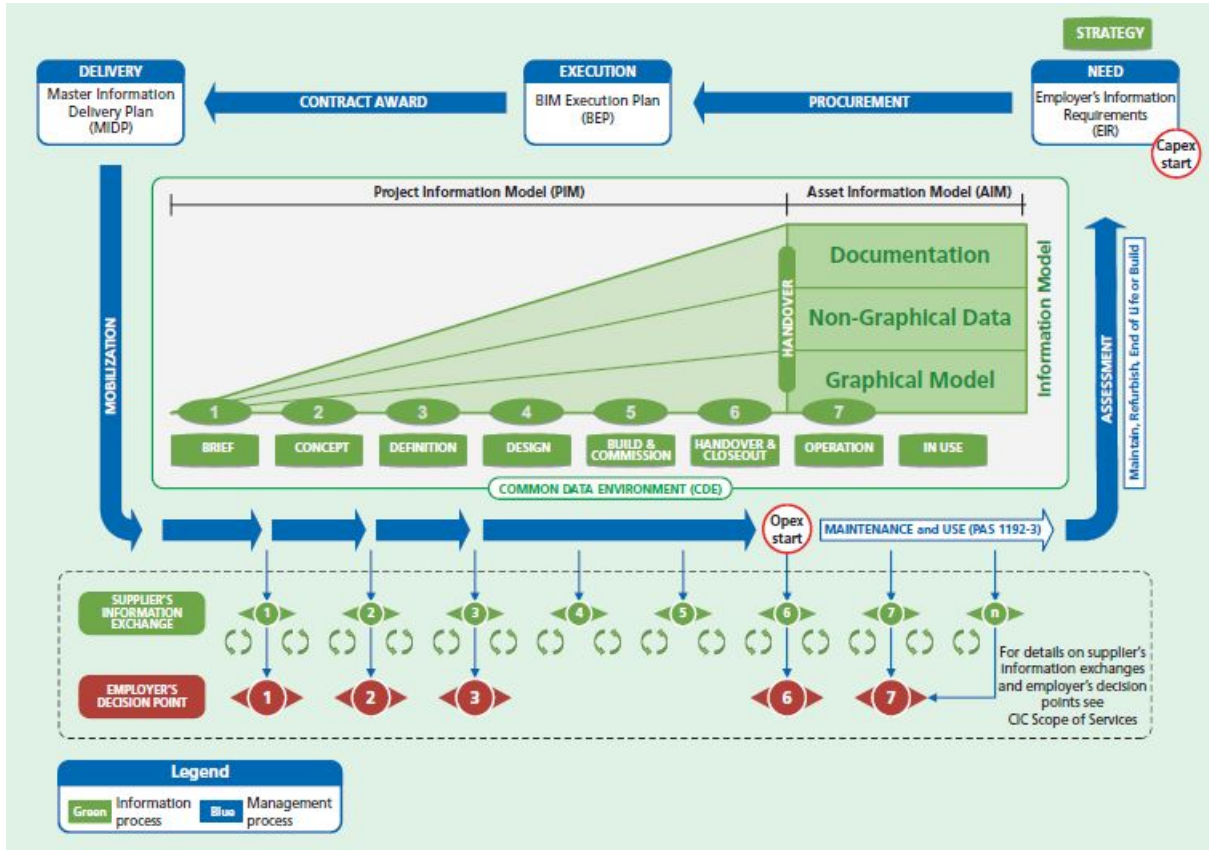 STRATEGY
DELIVERY
Master Information
Delivery Plan
(MIDP)
CONTRACT AWARD
EXECUTION
BIM Execution Plan
(BEP)
PROCUREMENT
NEED
Employer's Information
Requirements
(EIR)
Capex
start
Project Information Model (PIM)
Asset Information Model (AIM)
MOBILIZATION
HANDOVER
Documentation
Non-Graphical Data
Graphical Model
Information Model
ASSESSMENT
Maintain, Refurbish, End of Life or Build
1
2
3
4
5
6
7
BRIEF
CONCEPT
DEFINITION
DESIGN
BUILD &
COMMISSION
HANDOVER &
CLOSEOUT
OPERATION
IN USE
COMMON DATA ENVIRONMENT (CDE)
Opex
start
MAINTENANCE and USE (PAS 1192-3)
SUPPLIER'S
INFORMATION
EXCHANGE
1
2
3
4
5
6
7
n
EMPLOYER'S
DECISION POINT
1
2
3
6
7
For details on supplier's
information exchanges
and employer's decision
points see
CIC Scope of Services
Legend
Green
Information
process
Blue
Management
process